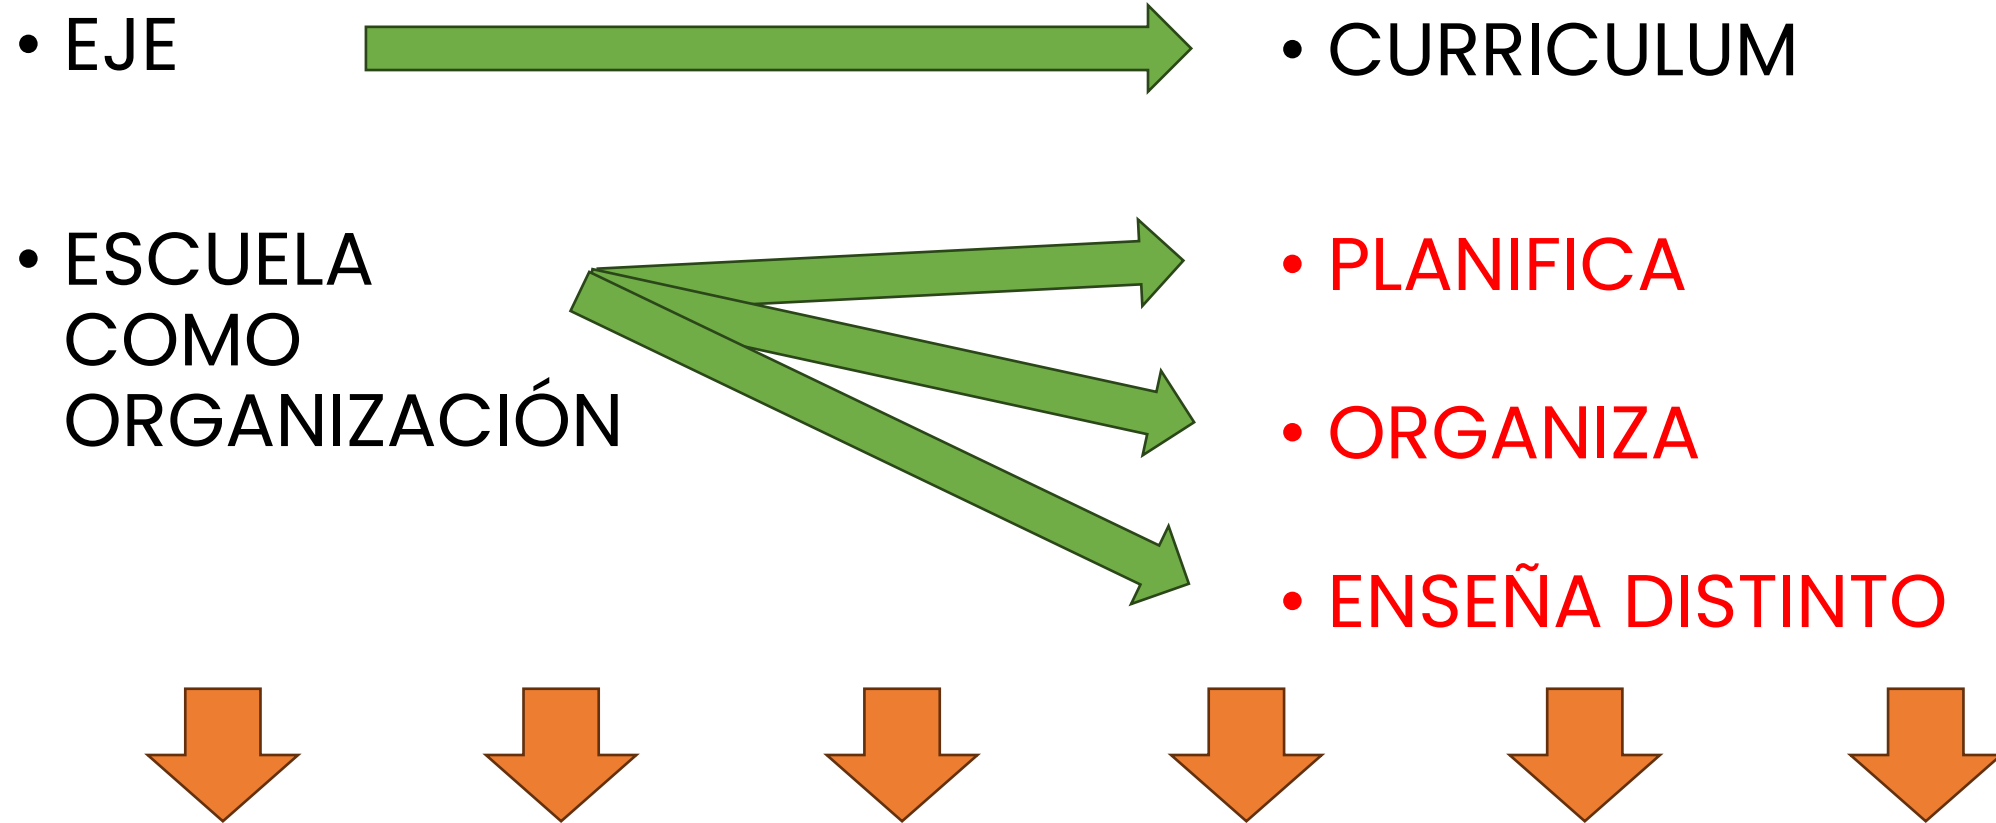 • EJE
• CURRICULUM
• ESCUELA
COMO
ORGANIZACIÓN
• PLANIFICA
• ORGANIZA
• ENSEÑA DISTINTO